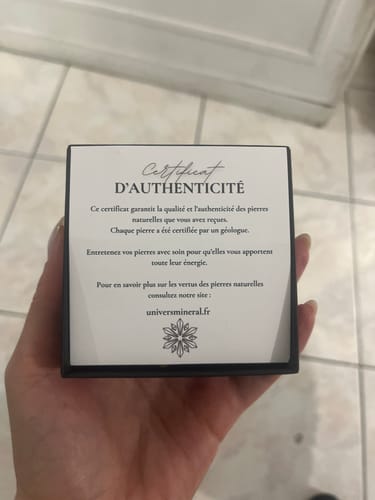 Certificat
D'AUTHENTICITÉ
Ce certificat garantit la qualité et l'authenticité des pierres
naturelles que vous avez reçues.
Chaque pierre a été certifiée par un géologue.
Entretenez vos pierres avec soin pour qu'elles vous apportent
toute leur énergie.
Pour en savoir plus sur les vertus des pierres naturelles
consultez notre site :
universmineral.fr